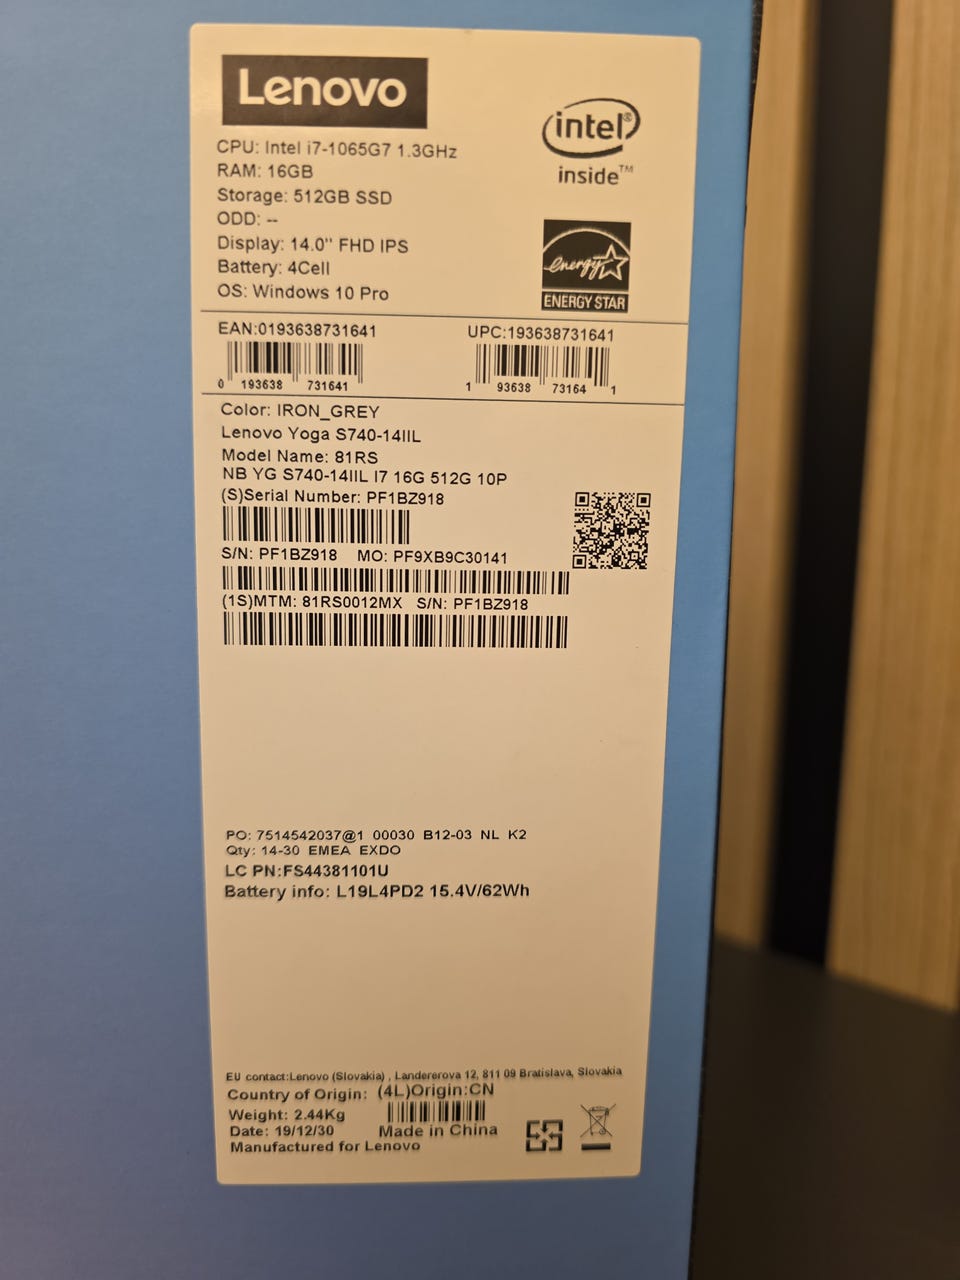 Lenovo
intel®
inside™
CPU: Intel i7-1065G7 1.3GHz
RAM: 16GB
Storage: 512GB SSD
ODD: --
Display: 14.0" FHD IPS
Battery: 4Cell
OS: Windows 10 Pro
energy
ENERGY STAR
EAN:0193638731641
UPC:193638731641
0 193638 731641
1 93638 73164 1
Color: IRON_GREY
Lenovo Yoga S740-14IIL
Model Name: 81RS
NB YG S740-14IIL I7 16G 512G 10P
(S)Serial Number: PF1BZ918
S/N: PF1BZ918 MO: PF9XB9C30141
(1S)MTM: 81RS0012MX S/N: PF1BZ918
PO: 7514542037@1 00030 B12-03 NL K2
Qty: 14-30 EMEA EXDO
LC PN:FS44381101U
Battery info: L19L4PD2 15.4V/62Wh
EU contact:Lenovo (Slovakia) , Landererova 12, 811 09 Bratislava, Slovakia
Country of Origin: (4L)Origin:CN
Weight: 2.44Kg
Date: 19/12/30 Made in China
Manufactured for Lenovo